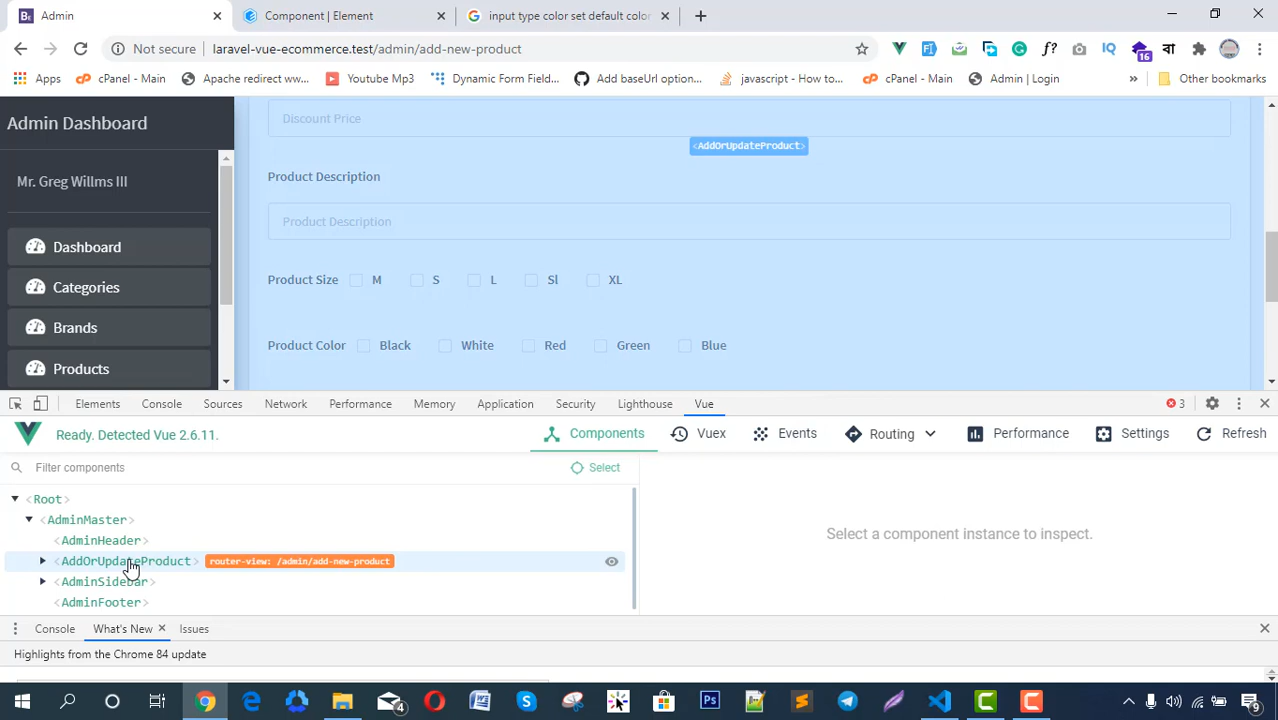 Admin
Component | Element
input type color set default color
Not secure
laravel-vue-ecommerce.test/admin/add-new-product
f?
IQ
16
বা
Apps
cPanel - Main
Apache redirect ww...
Youtube Mp3
Dynamic Form Field...
Add baseUrl option...
javascript - How to...
cPanel - Main
Admin | Login
»
Other bookmarks
Admin Dashboard
Mr. Greg Willms III
Dashboard
Categories
Brands
Products
Discount Price
<AddOrUpdateProduct>
Product Description
Product Description
Product Size M S L Sl XL
Product Color Black White Red Green Blue
Elements Console Sources Network Performance Memory Application Security Lighthouse Vue 3
Ready. Detected Vue 2.6.11.
Components Vuex Events Routing Performance Settings Refresh
Filter components
Select
<Root>
<AdminMaster>
<AdminHeader>
<AddOrUpdateProduct> router-view: /admin/add-new-product
<AdminSidebar>
<AdminFooter>
Select a component instance to inspect.
Console What's New Issues
Highlights from the Chrome 84 update
4
Ps
9